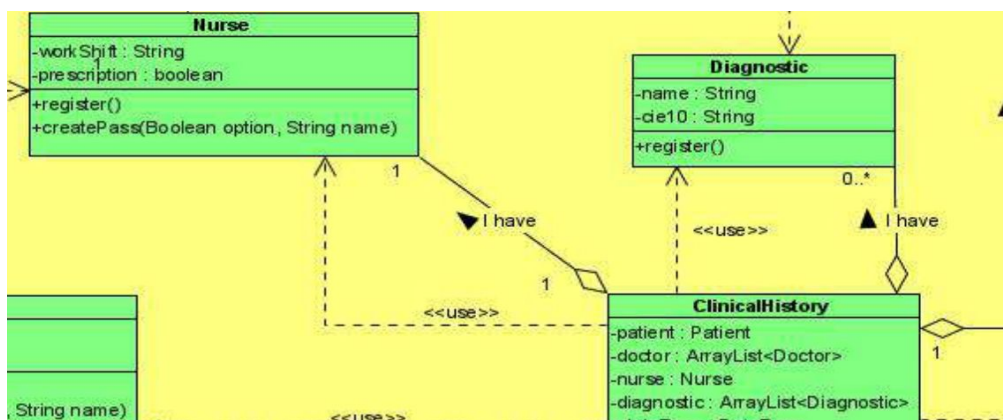 Nurse
-workShift : String
1
-prescription : boolean
+register()
+createPass(Boolean option, String name)
1
Diagnostic
-name : String
-cie10 : String
+register()
0..*
I have
I have
<<use>>
1
<<use>>
ClinicalHistory
-patient : Patient
-doctor : ArrayList<Doctor>
-nurse : Nurse
-diagnostic : ArrayList<Diagnostic>
1
, String name)
<<use>>